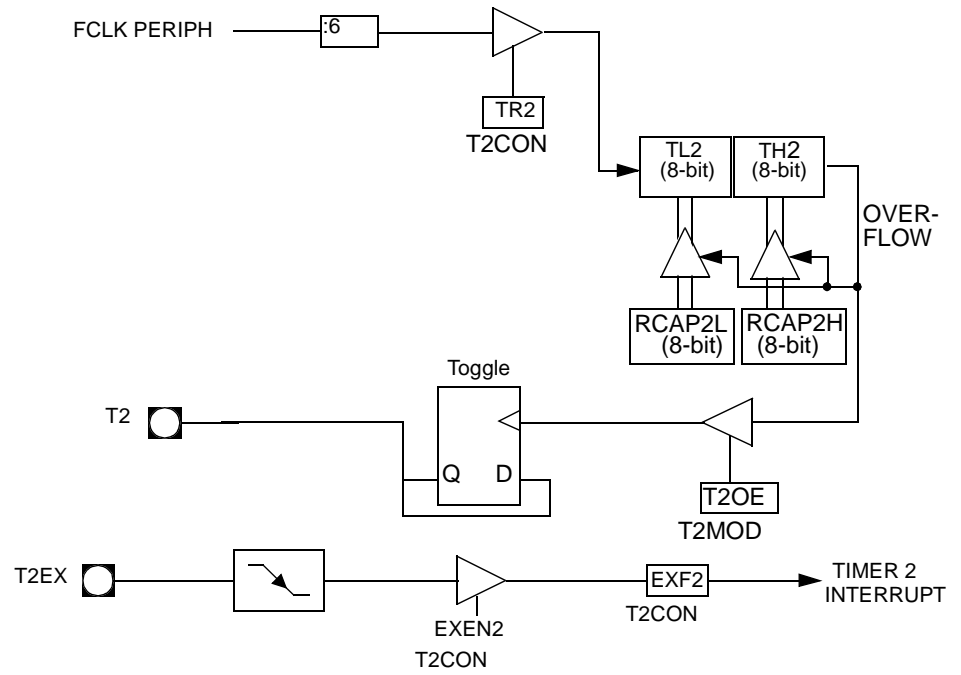 FCLK PERIPH
:6
TR2
T2CON
TL2
(8-bit)
TH2
(8-bit)
OVER-
FLOW
RCAP2L
(8-bit)
RCAP2H
(8-bit)
Toggle
T2
Q
D
T2OE
T2MOD
T2EX
EXEN2
T2CON
EXF2
T2CON
TIMER 2
INTERRUPT